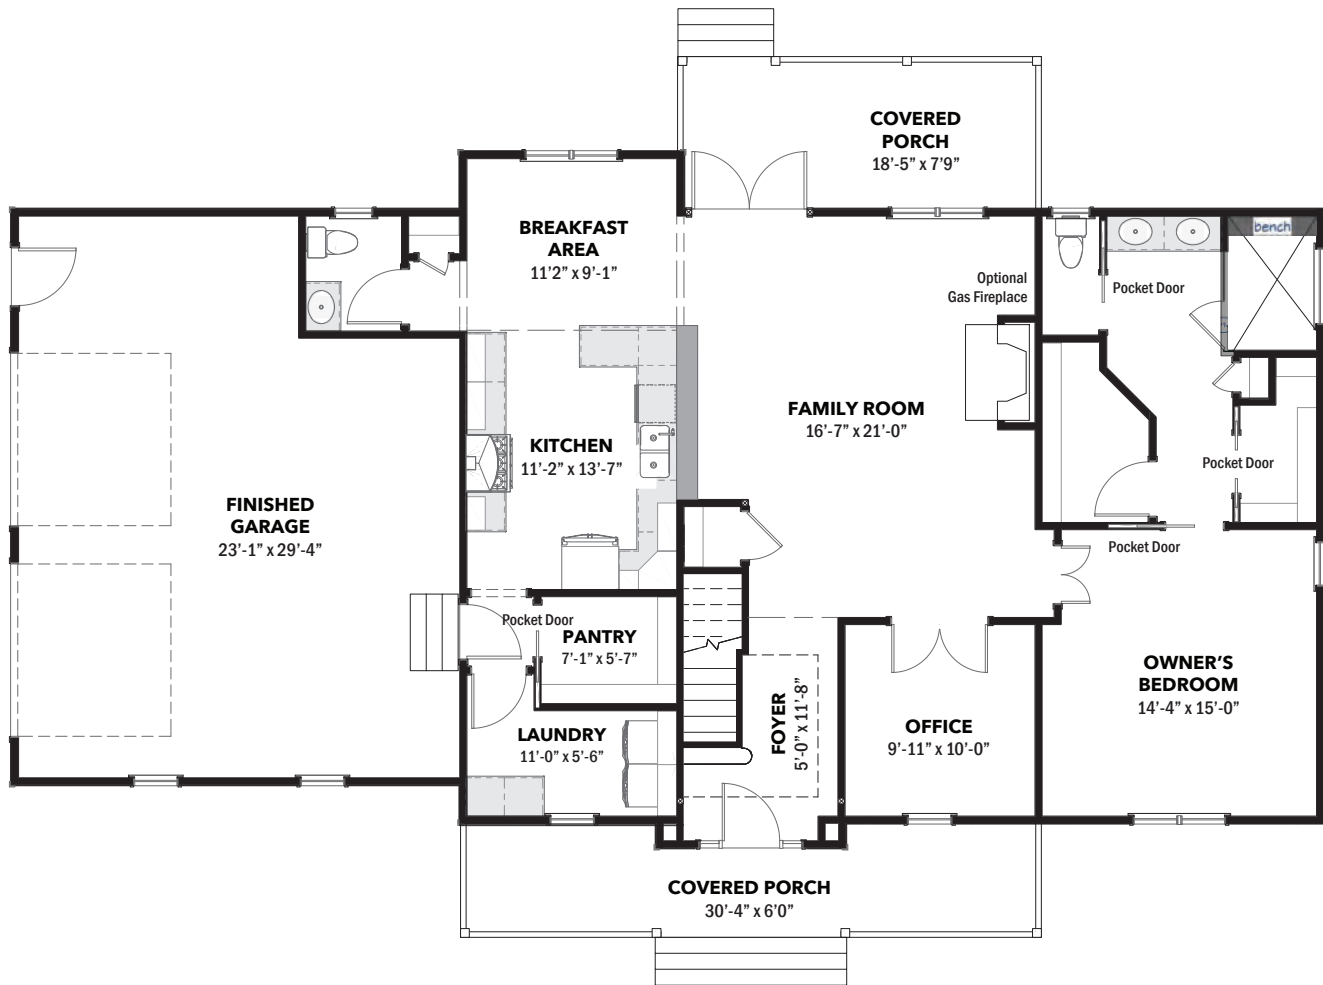 COVERED
PORCH
18'-5" x 7'9"
BREAKFAST
AREA
11'2" x 9'-1"
Optional
Gas Fireplace
bench
Pocket Door
FAMILY ROOM
16'-7" x 21'-0"
KITCHEN
11'-2" x 13'-7"
Pocket Door
FINISHED
GARAGE
23'-1" x 29'-4"
Pocket Door
Pocket Door
PANTRY
7'-1" x 5'-7"
OWNER'S
BEDROOM
14'-4" x 15'-0"
FOYER
5'-0" x 11'-8"
LAUNDRY
11'-0" x 5'-6"
OFFICE
9'-11" x 10'-0"
COVERED PORCH
30'-4" x 6'0"